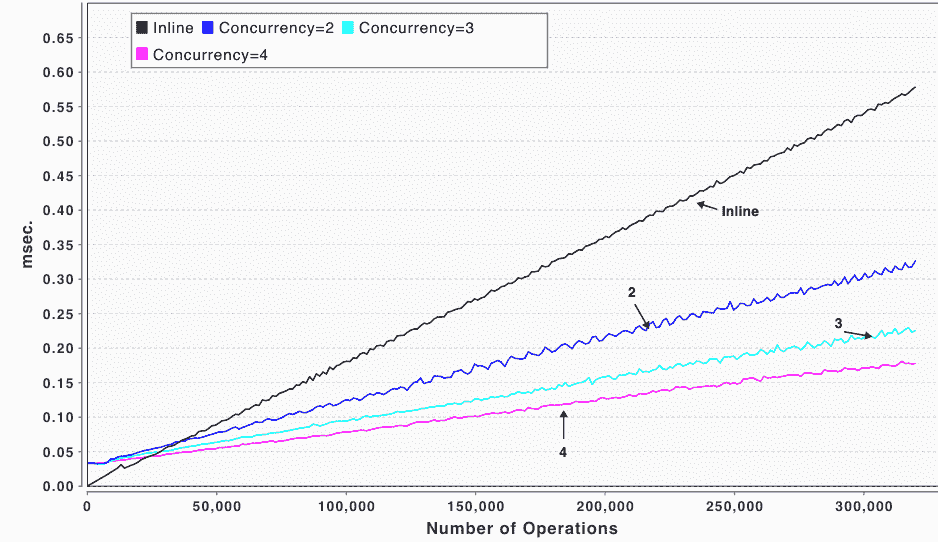 Inline Concurrency=2 Concurrency=3
Concurrency=4
0.65
0.60
0.55
0.50
0.45
0.40
0.35
0.30
0.25
0.20
0.15
0.10
0.05
0.00
msec.
Inline
2
3
4
0 50,000 100,000 150,000 200,000 250,000 300,000
Number of Operations